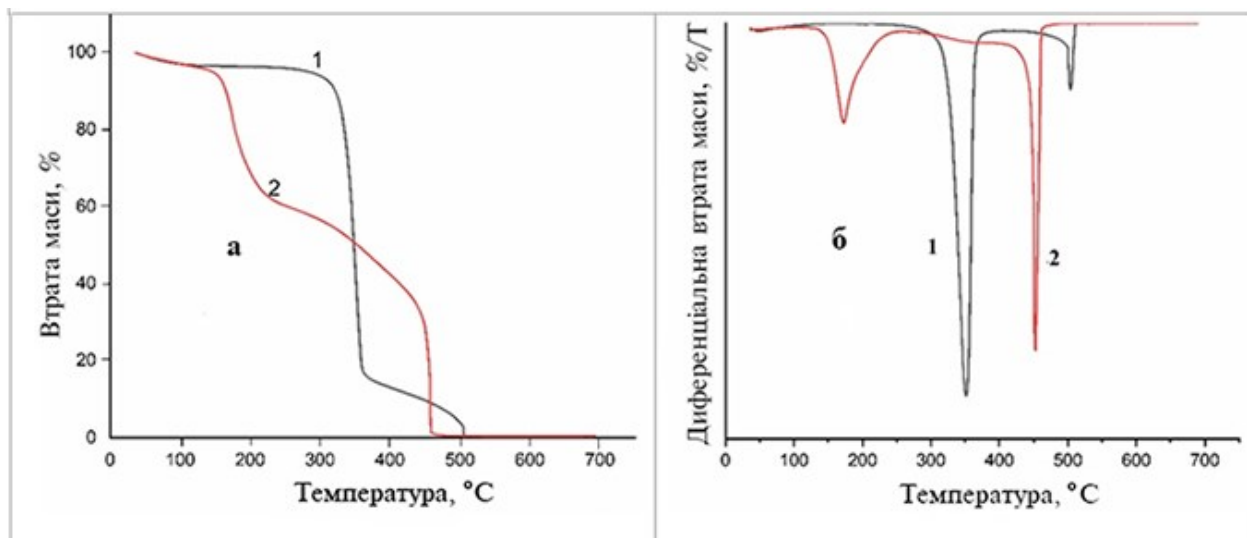 Втрата маси, %
100
80
60
40
20
0
1
2
а
0 100 200 300 400 500 600 700
Температура, °C
Диференціальна втрата маси, %/T
б
1
2
0 100 200 300 400 500 600 700
Температура, °C